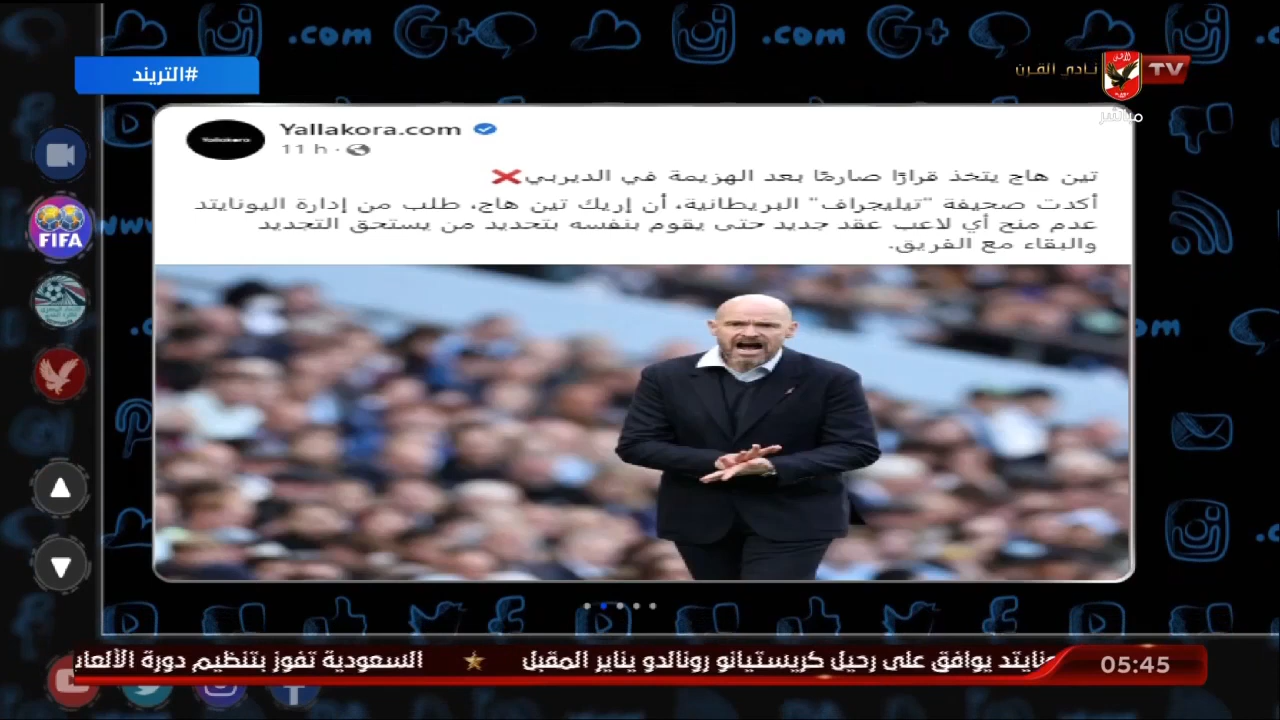 #التريند
نادي القرن
TV
مباشر
Yallakora.com
11 h
تين هاج يتخذ قرارًا صارمًا بعد الهزيمة في الديربي❌
أكدت صحيفة "تيليجراف" البريطانية، أن إريك تين هاج، طلب من إدارة اليونايتد
عدم منح أي لاعب عقد جديد حتى يقوم بنفسه بتحديد من يستحق التجديد
والبقاء مع الفريق.
FIFA
.com
.com
G+
G+
ونايتد يوافق على رحيل كريستيانو رونالدو يناير المقبل ★ السعودية تفوز بتنظيم دورة الألعاب
05:45